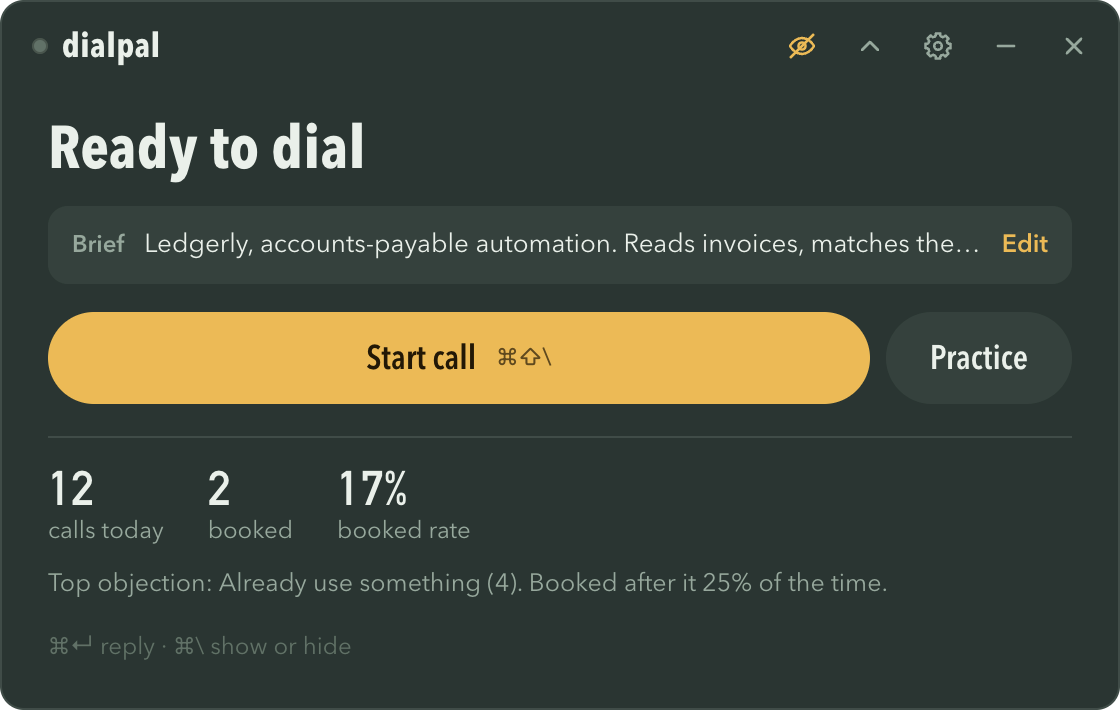 dialpal
Ready to dial
Brief Ledgerly, accounts-payable automation. Reads invoices, matches the… Edit
Start call ⌘⇧\
Practice
12 2 17%
calls today booked booked rate
Top objection: Already use something (4). Booked after it 25% of the time.
⌘↵ reply · ⌘\ show or hide